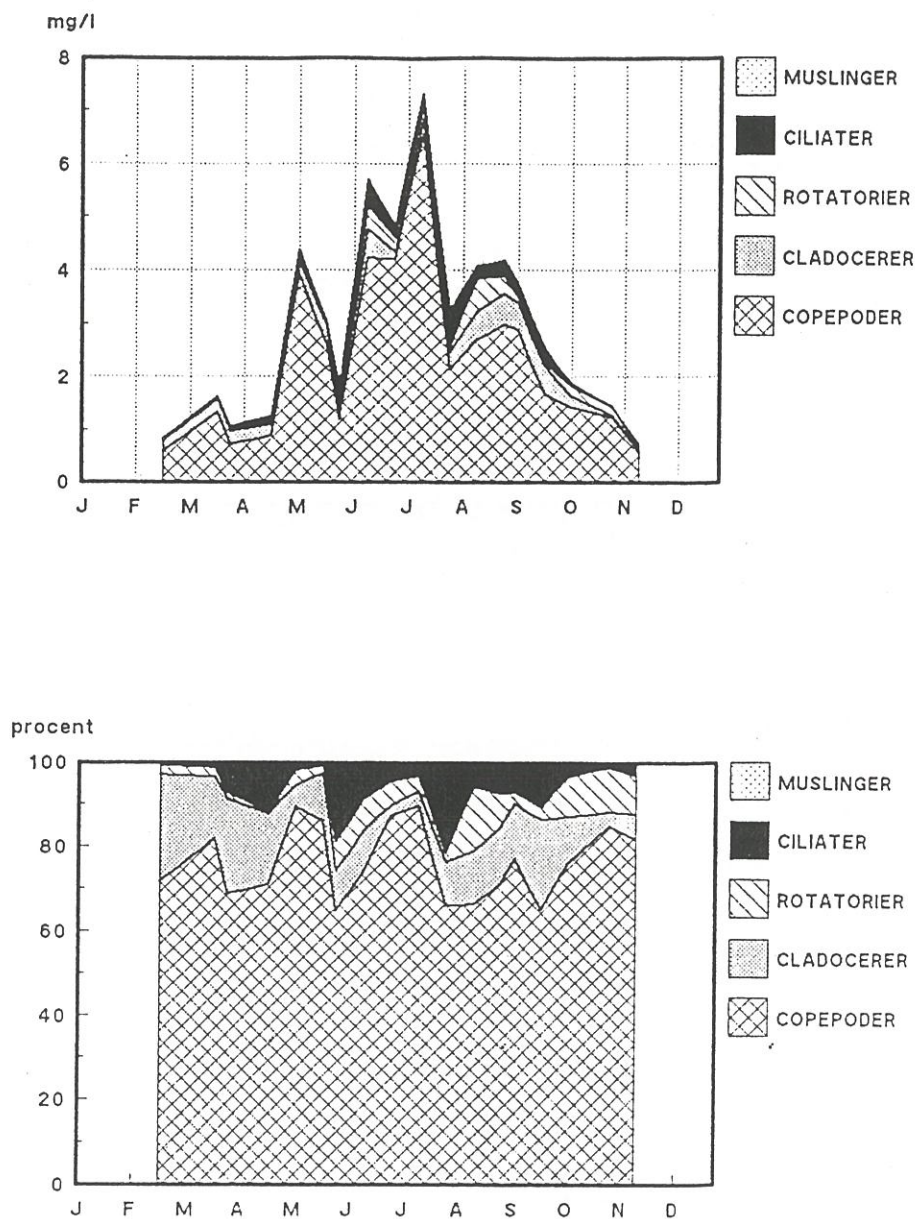 mg/l
8
6
4
2
0
J F M A M J J A S O N D
MUSLINGER
CILIATER
ROTATORIER
CLADOCERER
COPEPODER
procent
100
80
60
40
20
0
J F M A M J J A S O N D
MUSLINGER
CILIATER
ROTATORIER
CLADOCERER
COPEPODER